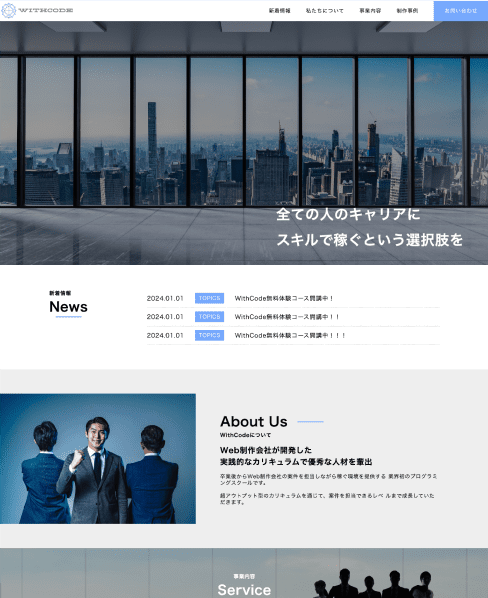 WITHCODE
新着情報 私たちについて 事業内容 制作事例 お問い合わせ
全ての人のキャリアに
スキルで稼ぐという選択肢を
新着情報
News
2024.01.01 TOPICS WithCode無料体験コース開講中！
2024.01.01 TOPICS WithCode無料体験コース開講中！！
2024.01.01 TOPICS WithCode無料体験コース開講中！！！
About Us
WithCodeについて
Web制作会社が開発した
実践的なカリキュラムで優秀な人材を輩出
卒業後からWeb制作会社の案件を担当しながら稼ぐ環境を提供する 業界初のプログラミ
ングスクールです。
超アウトプット型のカリキュラムを通じて、案件を担当できるレベ ルまで成長していた
だきます。
事業内容
Service